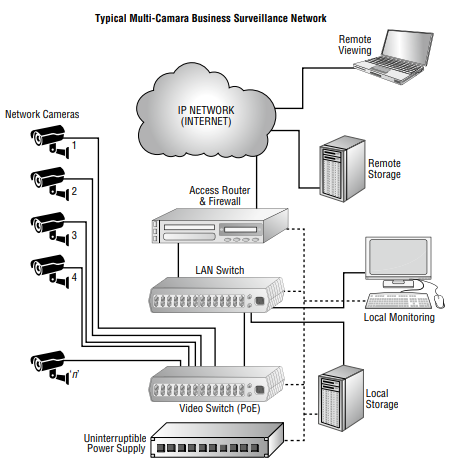 Typical Multi-Camara Business Surveillance Network
Remote
Viewing
IP NETWORK
(INTERNET)
Network Cameras
1
Remote
Storage
2
Access Router
& Firewall
3
LAN Switch
4
Local Monitoring
'n'
Local
Storage
Video Switch (PoE)
Uninterruptible
Power Supply